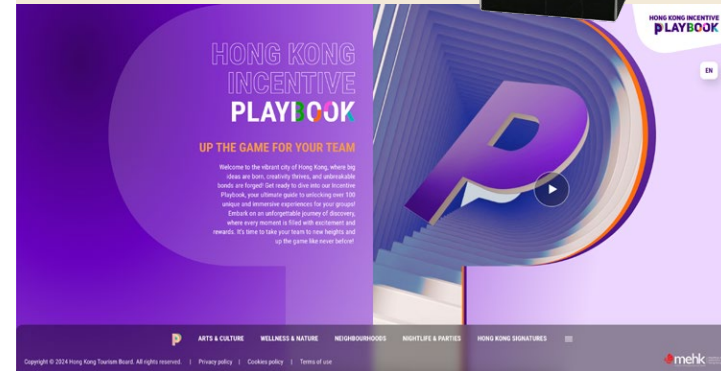 HONG KONG INCENTIVE
PLAYBOOK
EN
HONG KONG
INCENTIVE
PLAYBOOK
UP THE GAME FOR YOUR TEAM
Welcome to the vibrant city of Hong Kong, where big
ideas are born, creativity thrives, and unbreakable
bonds are forged! Get ready to dive into our Incentive
Playbook, your ultimate guide to unlocking over 100
unique and immersive experiences for your groups!
Embark on an unforgettable journey of discovery,
where every moment is filled with excitement and
rewards. It's time to take your team to new heights and
up the game like never before!
P
P ARTS & CULTURE WELLNESS & NATURE NEIGHBOURHOODS NIGHTLIFE & PARTIES HONG KONG SIGNATURES
Copyright © 2024 Hong Kong Tourism Board. All rights reserved. | Privacy policy | Cookies policy | Terms of use
mehk